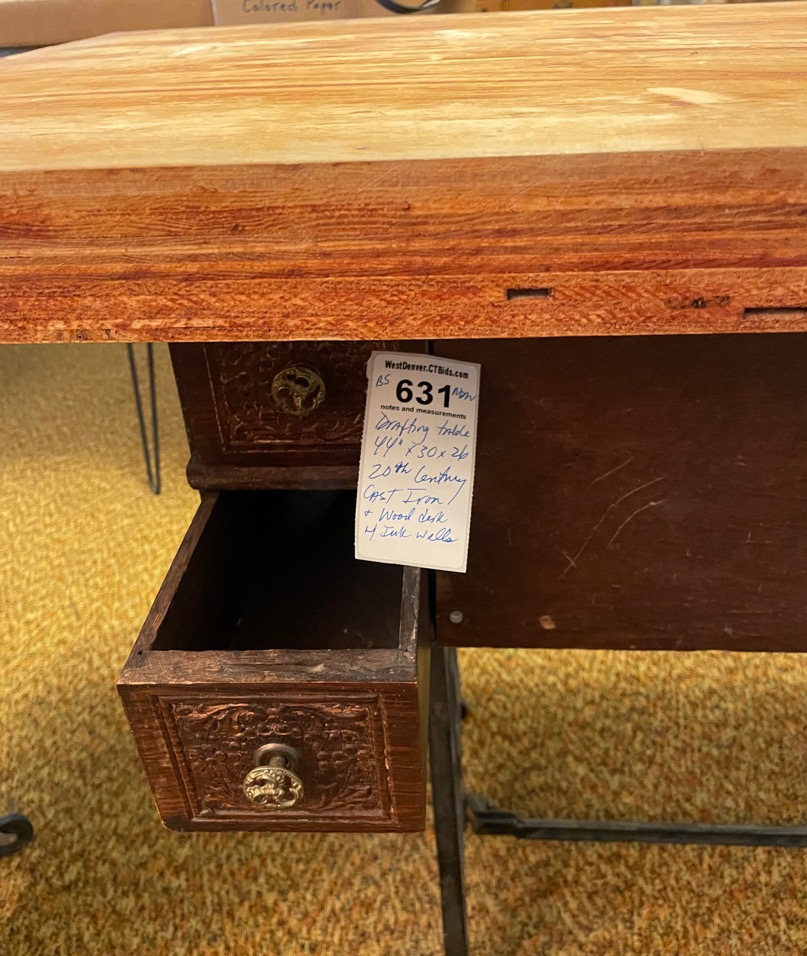 Colored Paper
WestDenver.CTBids.com
BS 631
notes and measurements
Drafting table
44" x 30 x 26
20th Century
Cast Iron
+ Wood desk
4 Ink wells